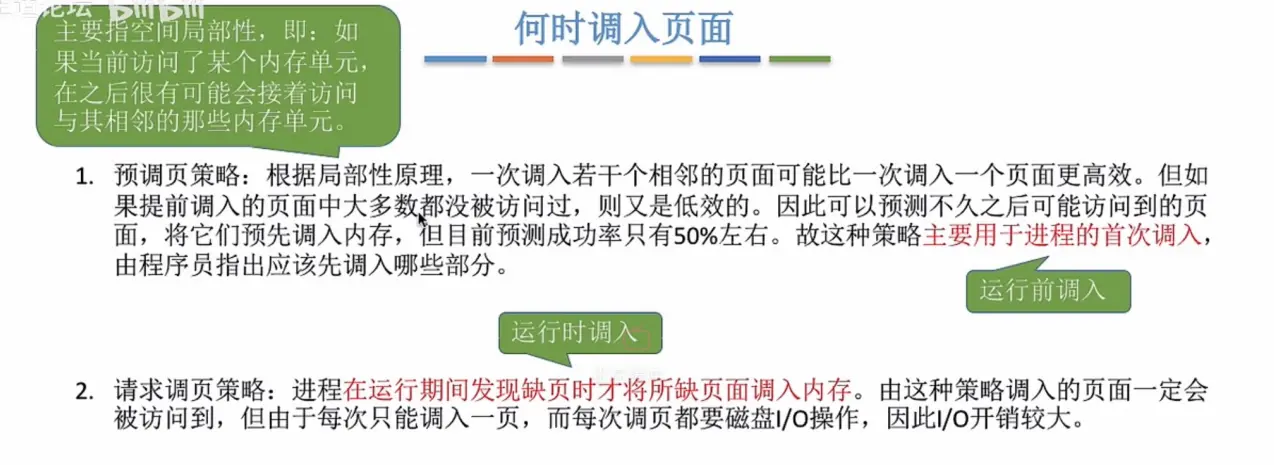 主要指空间局部性，即：如
果当前访问了某个内存单元，
在之后很有可能会接着访问
与其相邻的那些内存单元。
何时调入页面
1. 预调页策略：根据局部性原理，一次调入若干个相邻的页面可能比一次调入一个页面更高效。但如
果提前调入的页面中大多数都没被访问过，则又是低效的。因此可以预测不久之后可能访问到的页
面，将它们预先调入内存，但目前预测成功率只有50%左右。故这种策略主要用于进程的首次调入，
由程序员指出应该先调入哪些部分。
运行前调入
运行时调入
2. 请求调页策略：进程在运行期间发现缺页时才将所缺页面调入内存。由这种策略调入的页面一定会
被访问到，但由于每次只能调入一页，而每次调页都要磁盘I/O操作，因此I/O开销较大。